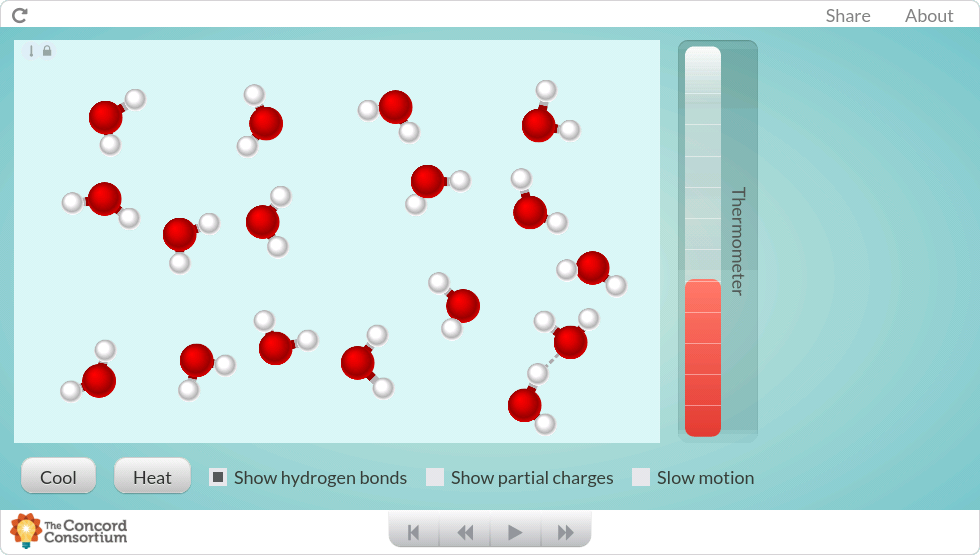 Share About
Thermometer
Cool Heat Show hydrogen bonds Show partial charges Slow motion
The Concord
Consortium